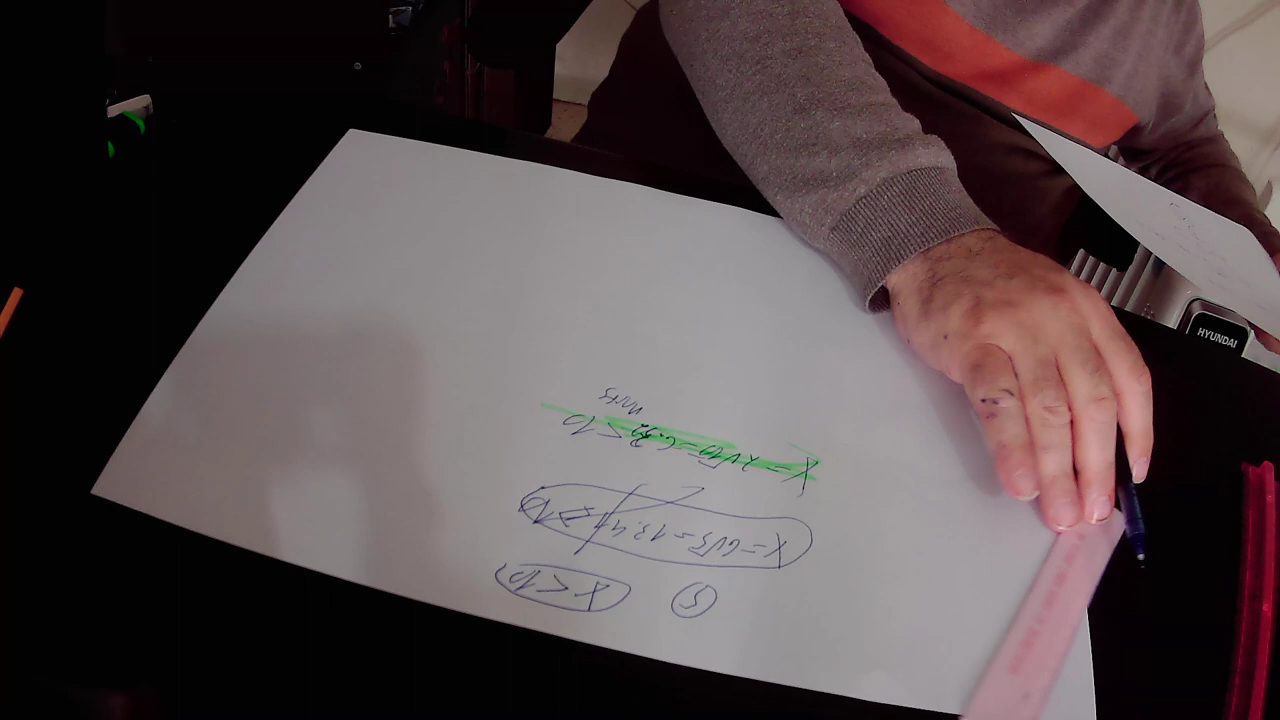 ⑤ X < 10
X = 6√5 = 13.41 > 10
X = 2√10 = 6.32 < 10
units
HYUNDAI